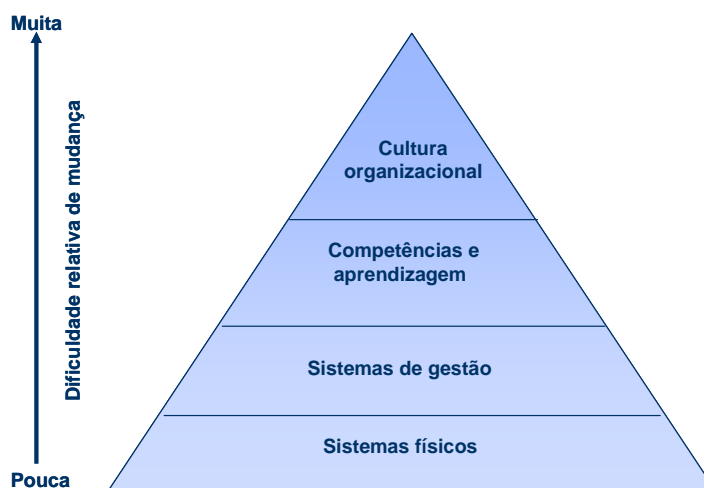 Muita
Dificuldade relativa de mudança
Cultura
organizacional
Competências e
aprendizagem
Sistemas de gestão
Sistemas físicos
Pouca